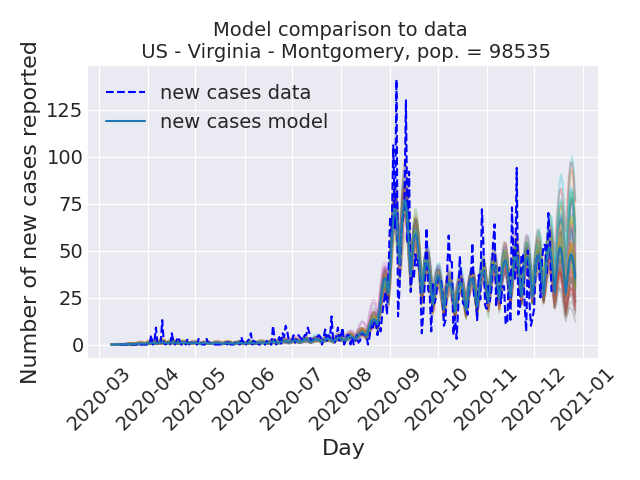 Model comparison to data
US - Virginia - Montgomery, pop. = 98535
Number of new cases reported
new cases data
new cases model
125
100
75
50
25
0
2020-03
2020-04
2020-05
2020-06
2020-07
2020-08
2020-09
2020-10
2020-11
2020-12
2021-01
Day